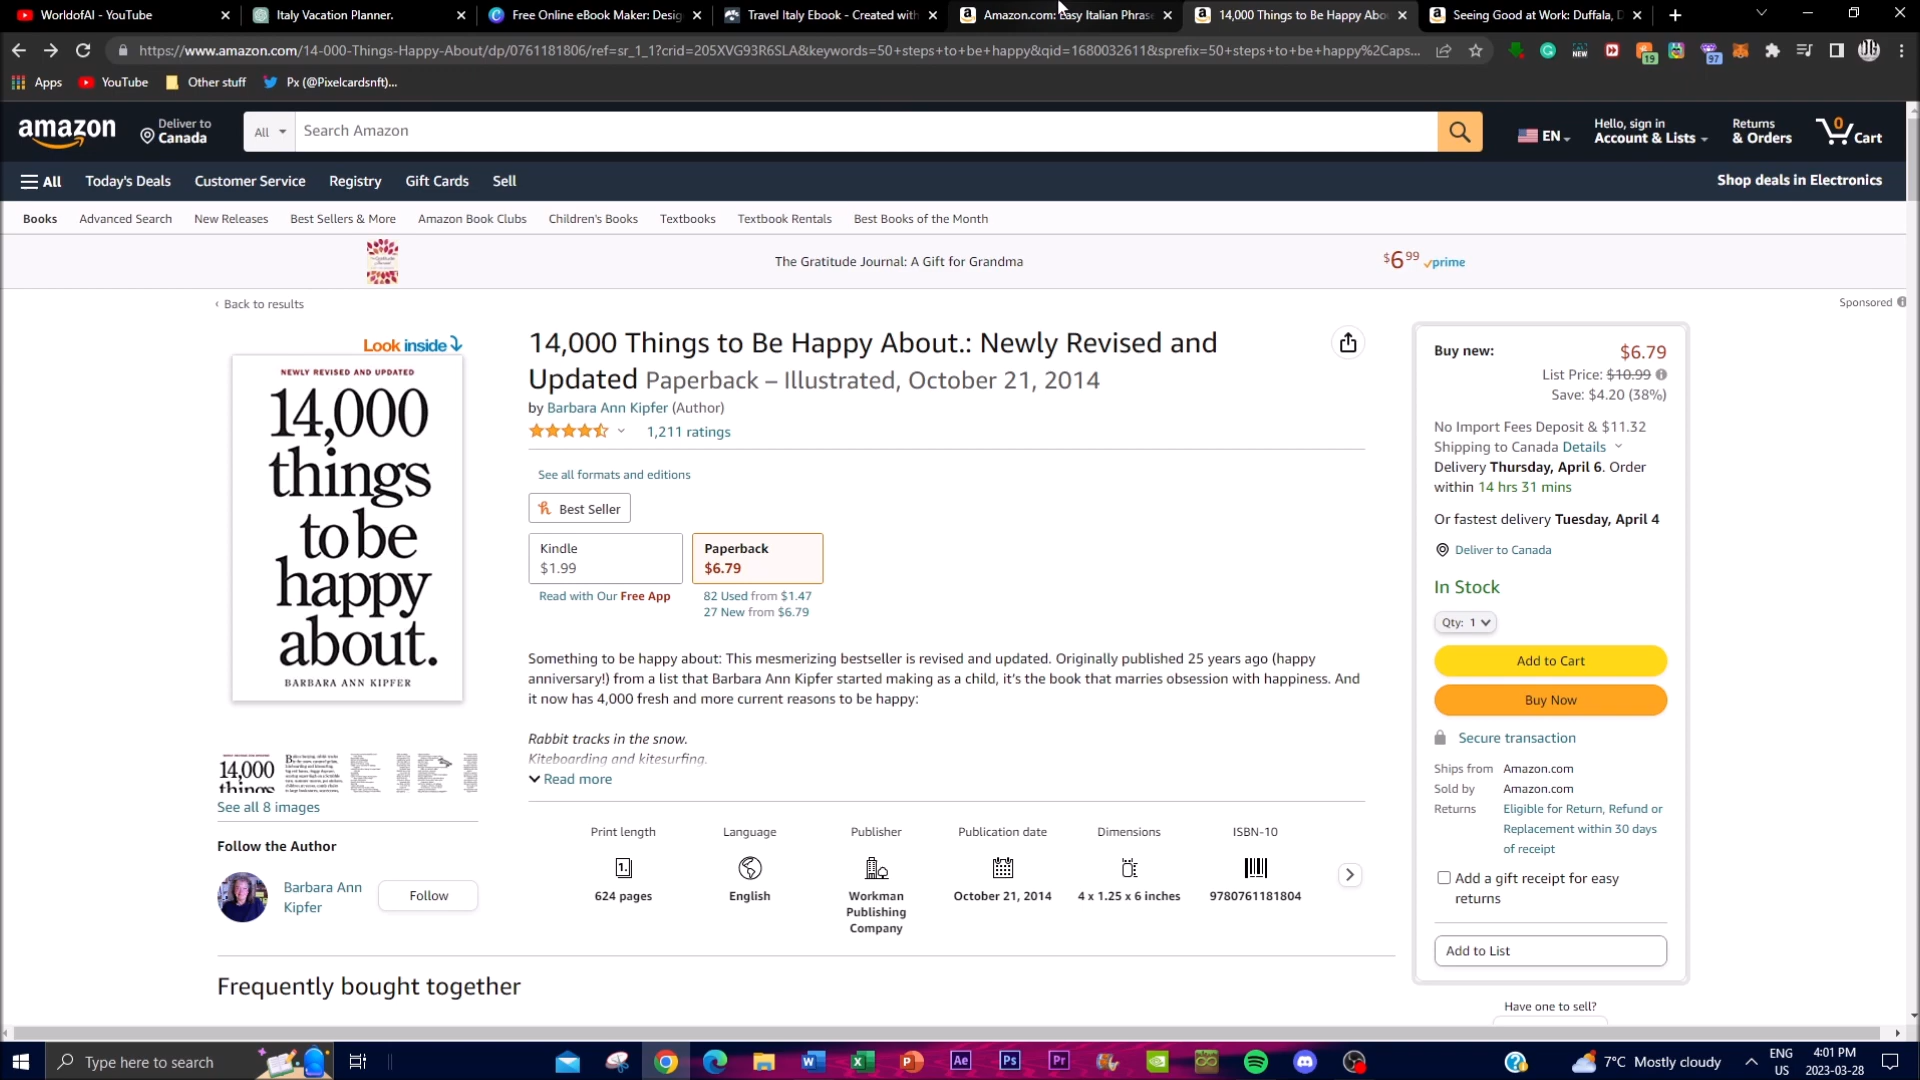 WorldofAI - YouTube
Italy Vacation Planner.
Free Online eBook Maker: Desig
Travel Italy Ebook - Created with
Amazon.com: Easy Italian Phrase
14,000 Things to Be Happy Abou
Seeing Good at Work: Duffala, D
https://www.amazon.com/14-000-Things-Happy-About/dp/0761181806/ref=sr_1_1?crid=205XVG93R6SLA&keywords=50+steps+to+be+happy&qid=1680032611&sprefix=50+steps+to+be+happy%2Caps...
NEW
19
97
Apps
YouTube
Other stuff
Px (@Pixelcardsnft)...
amazon
Deliver to
Canada
All
Search Amazon
EN
Hello, sign in
Account & Lists
Returns
& Orders
0
Cart
All
Today's Deals
Customer Service
Registry
Gift Cards
Sell
Shop deals in Electronics
Books
Advanced Search
New Releases
Best Sellers & More
Amazon Book Clubs
Children's Books
Textbooks
Textbook Rentals
Best Books of the Month
The Gratitude Journal: A Gift for Grandma
$6 99 prime
‹ Back to results
Sponsored
Look inside
NEWLY REVISED AND UPDATED
14,000
things
to be
happy
about.
BARBARA ANN KIPFER
14,000
things
See all 8 images
Follow the Author
Barbara Ann
Kipfer
Follow
14,000 Things to Be Happy About.: Newly Revised and
Updated Paperback – Illustrated, October 21, 2014
by Barbara Ann Kipfer (Author)
1,211 ratings
See all formats and editions
Best Seller
Kindle
$1.99
Read with Our Free App
Paperback
$6.79
82 Used from $1.47
27 New from $6.79
Something to be happy about: This mesmerizing bestseller is revised and updated. Originally published 25 years ago (happy
anniversary!) from a list that Barbara Ann Kipfer started making as a child, it's the book that marries obsession with happiness. And
it now has 4,000 fresh and more current reasons to be happy:
Rabbit tracks in the snow.
Kiteboarding and kitesurfing.
Read more
Print length
624 pages
Language
English
Publisher
Workman
Publishing
Company
Publication date
October 21, 2014
Dimensions
4 x 1.25 x 6 inches
ISBN-10
9780761181804
Frequently bought together
Buy new:
$6.79
List Price: $10.99
Save: $4.20 (38%)
No Import Fees Deposit & $11.32
Shipping to Canada Details
Delivery Thursday, April 6. Order
within 14 hrs 31 mins
Or fastest delivery Tuesday, April 4
Deliver to Canada
In Stock
Qty: 1
Add to Cart
Buy Now
Secure transaction
Ships from Amazon.com
Sold by Amazon.com
Returns Eligible for Return, Refund or
Replacement within 30 days
of receipt
Add a gift receipt for easy
returns
Add to List
Have one to sell?
Type here to search
Ae
Ps
Pr
7°C Mostly cloudy
ENG
US
4:01 PM
2023-03-28